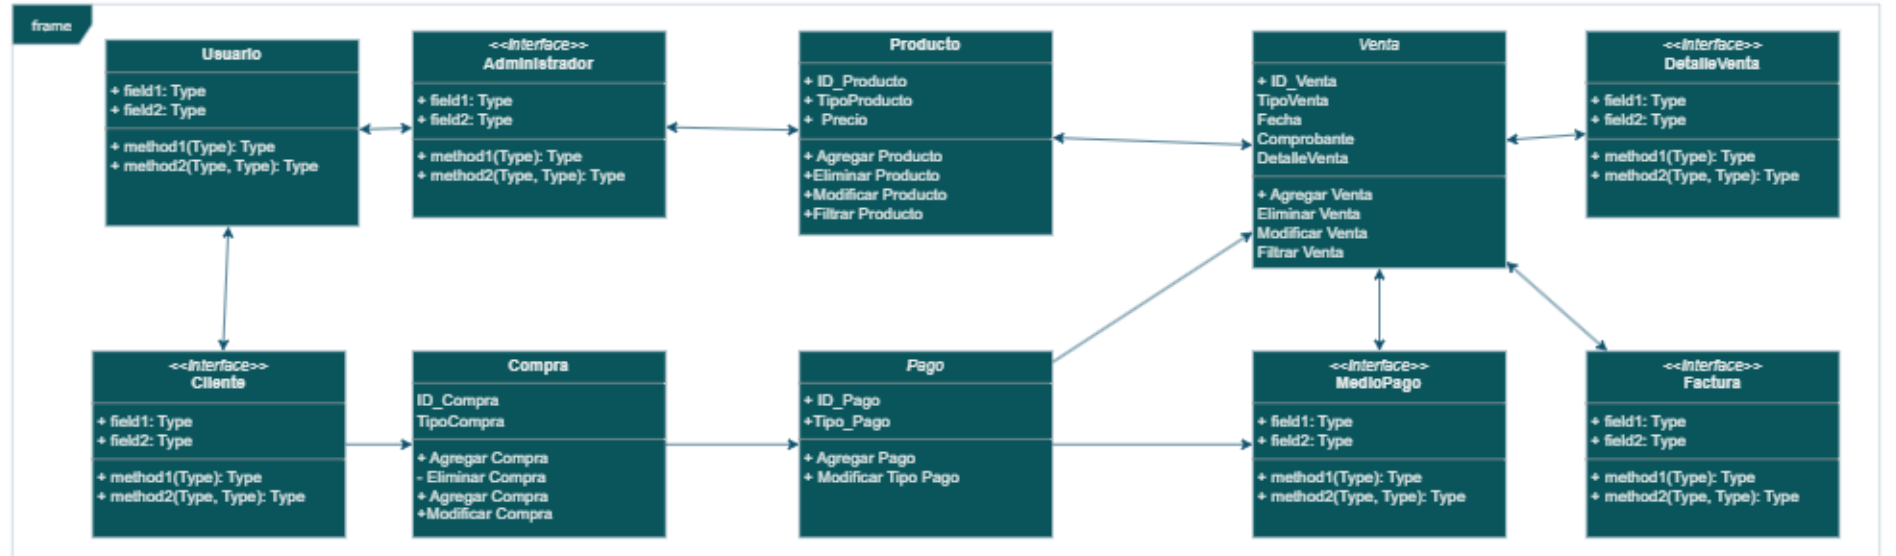 frame
Usuario
+ field1: Type
+ field2: Type
+ method1(Type): Type
+ method2(Type, Type): Type
<<Interface>>
Administrador
+ field1: Type
+ field2: Type
+ method1(Type): Type
+ method2(Type, Type): Type
Producto
+ ID_Producto
+ TipoProducto
+ Precio
+ Agregar Producto
+Eliminar Producto
+Modificar Producto
+Filtrar Producto
Venta
+ ID_Venta
TipoVenta
Fecha
Comprobante
DetalleVenta
+ Agregar Venta
Eliminar Venta
Modificar Venta
Filtrar Venta
<<Interface>>
DetalleVenta
+ field1: Type
+ field2: Type
+ method1(Type): Type
+ method2(Type, Type): Type
<<Interface>>
Cliente
+ field1: Type
+ field2: Type
+ method1(Type): Type
+ method2(Type, Type): Type
Compra
ID_Compra
TipoCompra
+ Agregar Compra
- Eliminar Compra
+ Agregar Compra
+Modificar Compra
Pago
+ ID_Pago
+Tipo_Pago
+ Agregar Pago
+ Modificar Tipo Pago
<<Interface>>
MedioPago
+ field1: Type
+ field2: Type
+ method1(Type): Type
+ method2(Type, Type): Type
<<Interface>>
Factura
+ field1: Type
+ field2: Type
+ method1(Type): Type
+ method2(Type, Type): Type